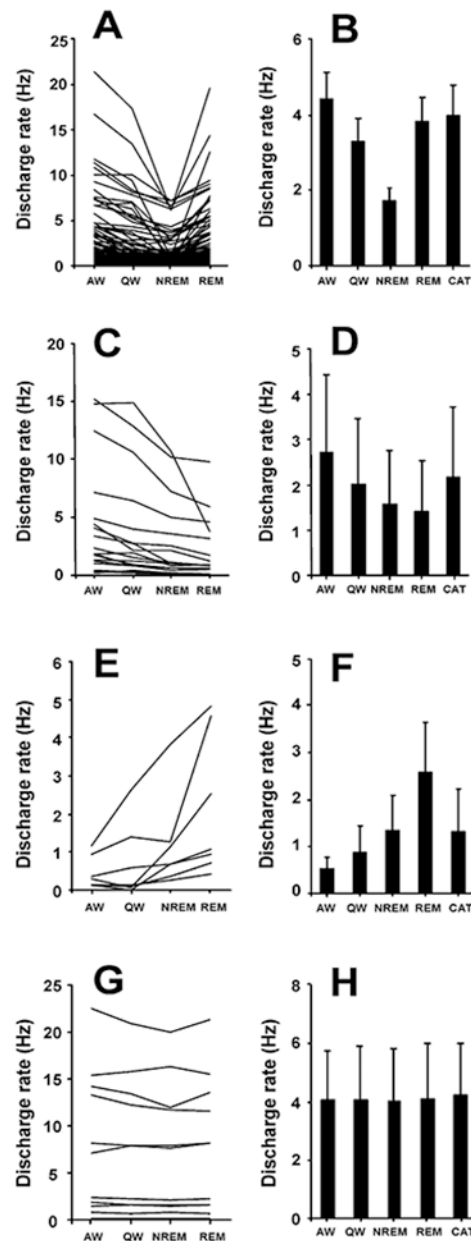 A
Discharge rate (Hz)
25
20
15
10
5
0
AW QW NREM REM
B
Discharge rate (Hz)
6
4
2
0
AW QW NREM REM CAT
C
Discharge rate (Hz)
20
15
10
5
0
AW QW NREM REM
D
Discharge rate (Hz)
5
4
3
2
1
0
AW QW NREM REM CAT
E
Discharge rate (Hz)
6
5
4
3
2
1
0
AW QW NREM REM
F
Discharge rate (Hz)
5
4
3
2
1
0
AW QW NREM REM CAT
G
Discharge rate (Hz)
25
20
15
10
5
0
AW QW NREM REM
H
Discharge rate (Hz)
8
6
4
2
0
AW QW NREM REM CAT